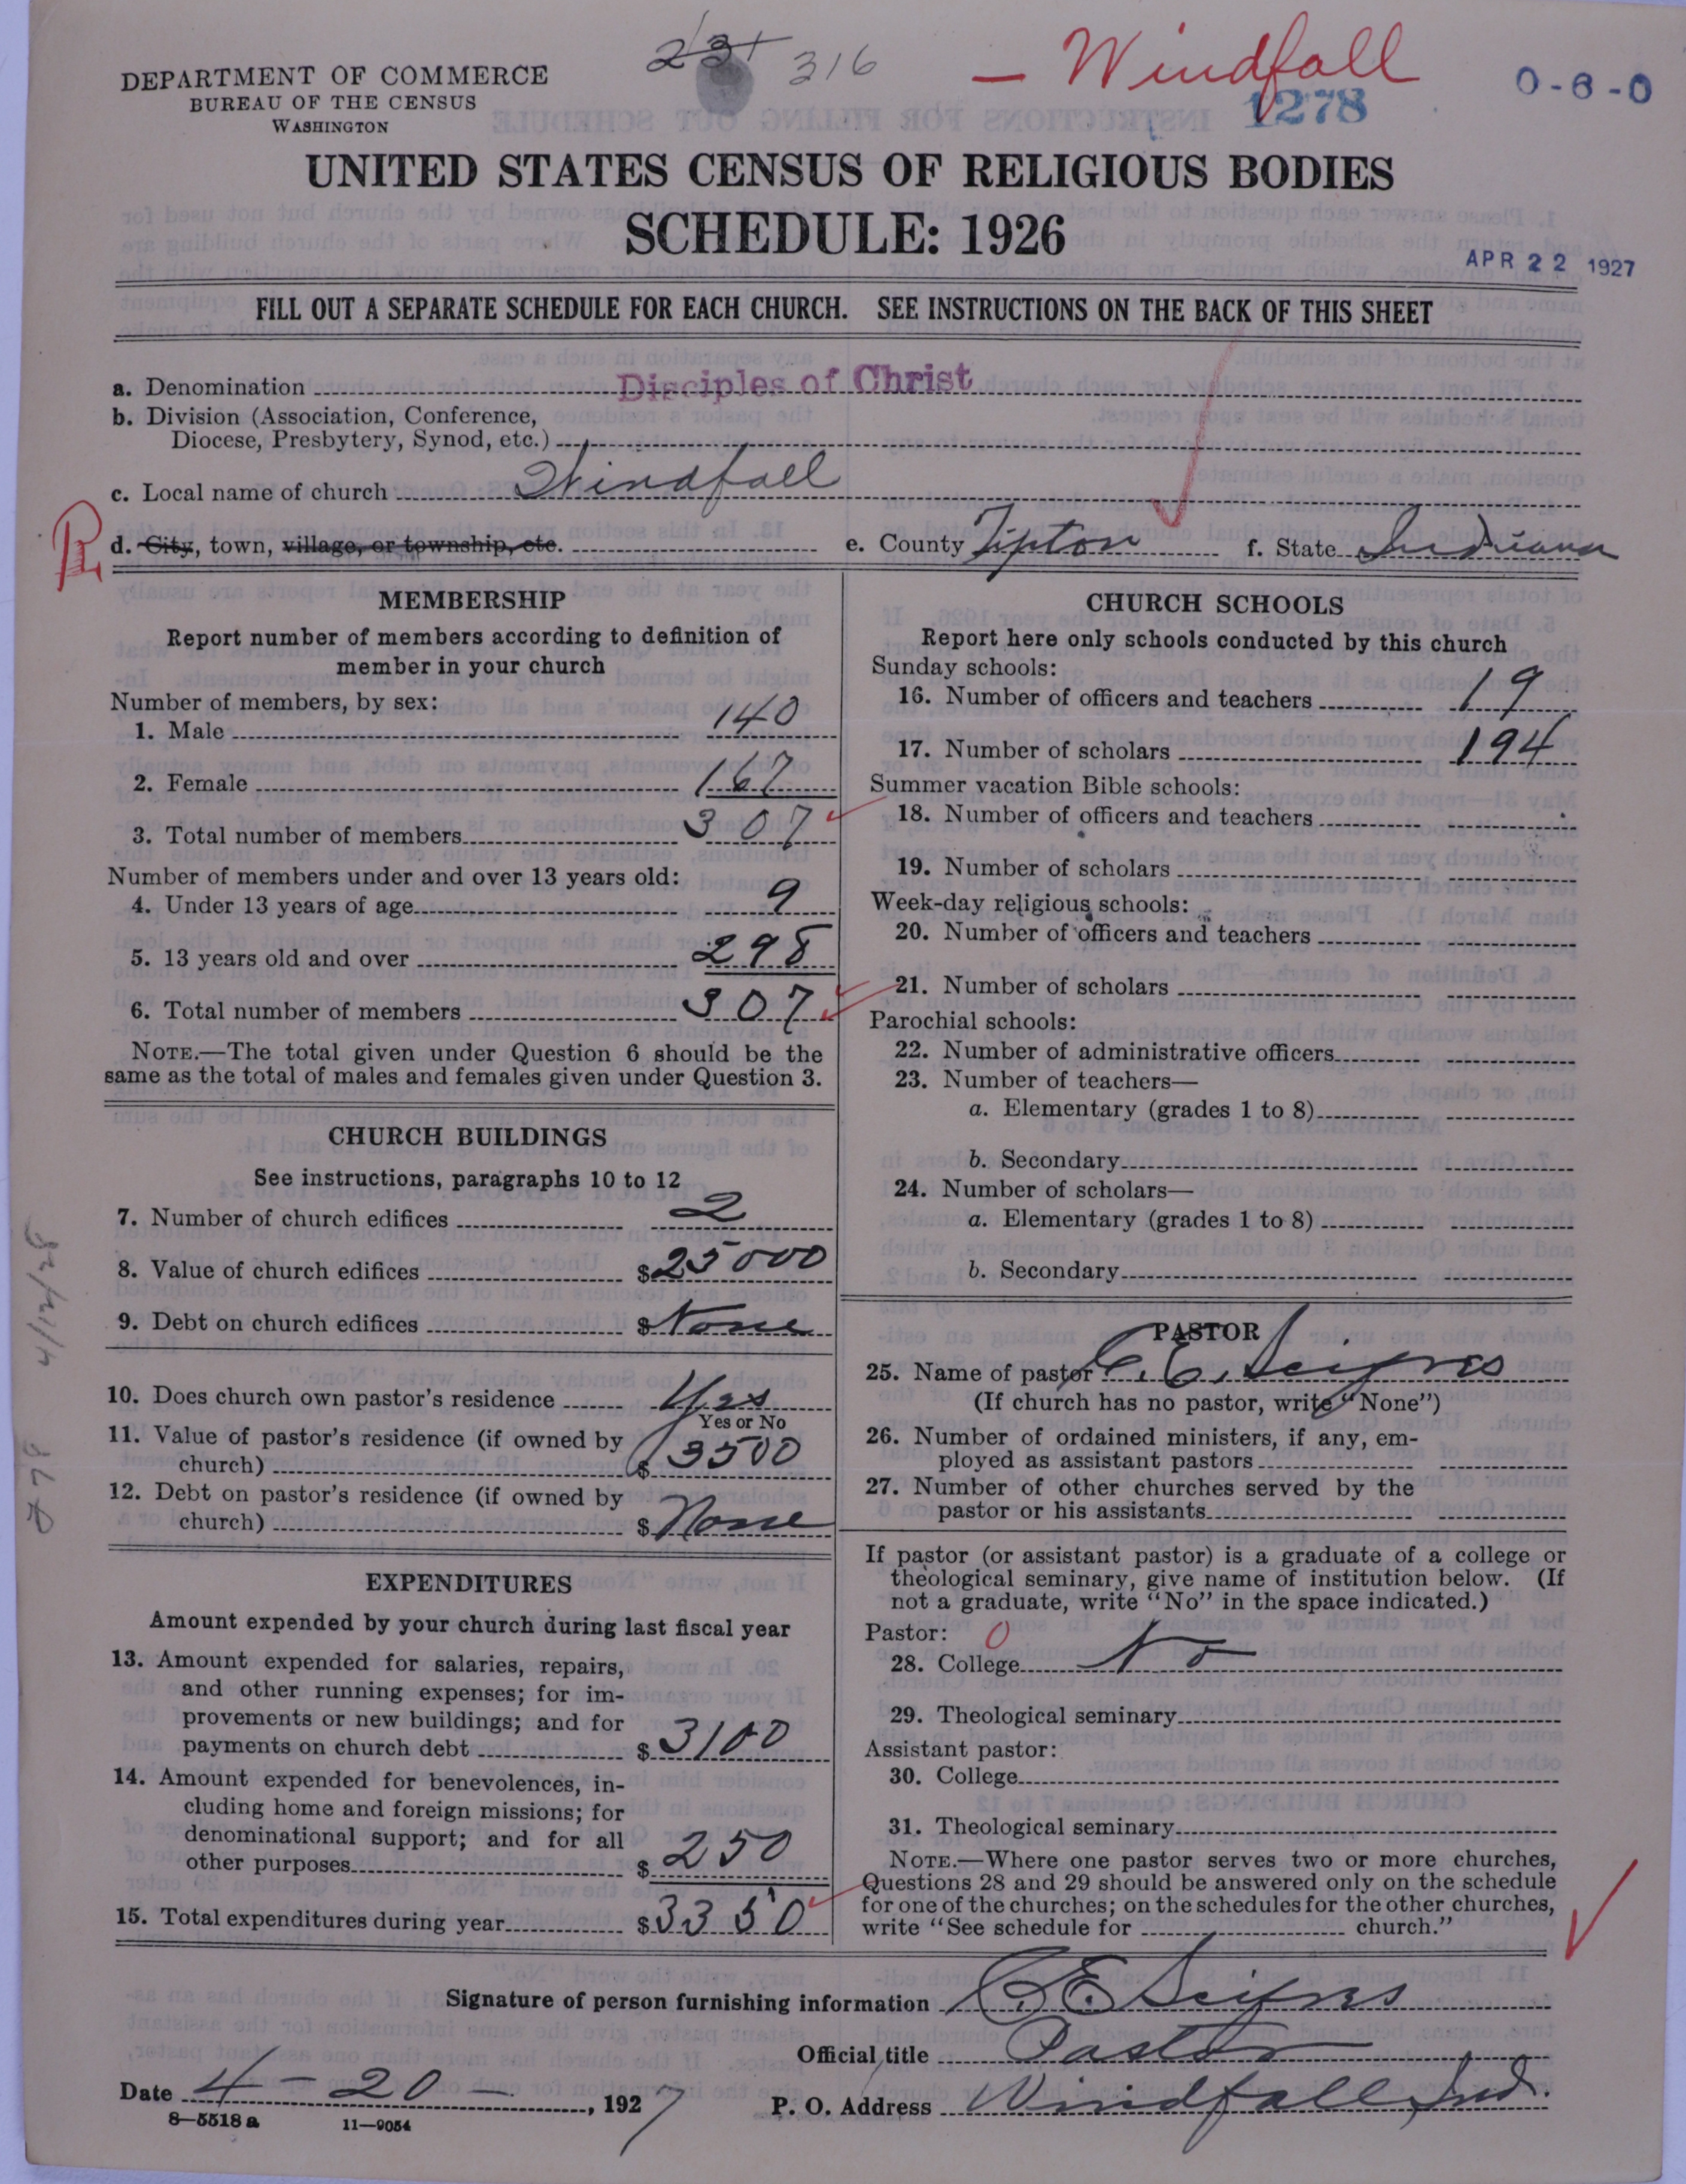 231 316 — Windfall
DEPARTMENT OF COMMERCE
BUREAU OF THE CENSUS
WASHINGTON
1278
0-6-0
UNITED STATES CENSUS OF RELIGIOUS BODIES
SCHEDULE: 1926
APR 22 1927
FILL OUT A SEPARATE SCHEDULE FOR EACH CHURCH. SEE INSTRUCTIONS ON THE BACK OF THIS SHEET
a. Denomination Disciples of Christ
b. Division (Association, Conference,
Diocese, Presbytery, Synod, etc.)
c. Local name of church Windfall
d. City, town, village, or township, etc. e. County Tipton f. State Indiana
MEMBERSHIP
Report number of members according to definition of
member in your church
Number of members, by sex:
1. Male 140
2. Female 167
3. Total number of members 307
Number of members under and over 13 years old:
4. Under 13 years of age 9
5. 13 years old and over 298
6. Total number of members 307
NOTE.—The total given under Question 6 should be the
same as the total of males and females given under Question 3.
CHURCH BUILDINGS
See instructions, paragraphs 10 to 12
7. Number of church edifices 2
8. Value of church edifices $25000
9. Debt on church edifices $None
10. Does church own pastor's residence Yes
Yes or No
11. Value of pastor's residence (if owned by
church) $3500
12. Debt on pastor's residence (if owned by
church) $None
EXPENDITURES
Amount expended by your church during last fiscal year
13. Amount expended for salaries, repairs,
and other running expenses; for im-
provements or new buildings; and for
payments on church debt $3100
14. Amount expended for benevolences, in-
cluding home and foreign missions; for
denominational support; and for all
other purposes $250
15. Total expenditures during year $3350
CHURCH SCHOOLS
Report here only schools conducted by this church
Sunday schools:
16. Number of officers and teachers 19
17. Number of scholars 194
Summer vacation Bible schools:
18. Number of officers and teachers
19. Number of scholars
Week-day religious schools:
20. Number of officers and teachers
21. Number of scholars
Parochial schools:
22. Number of administrative officers
23. Number of teachers—
a. Elementary (grades 1 to 8)
b. Secondary
24. Number of scholars—
a. Elementary (grades 1 to 8)
b. Secondary
PASTOR
25. Name of pastor C. E. Scifres
(If church has no pastor, write "None")
26. Number of ordained ministers, if any, em-
ployed as assistant pastors
27. Number of other churches served by the
pastor or his assistants
If pastor (or assistant pastor) is a graduate of a college or
theological seminary, give name of institution below. (If
not a graduate, write "No" in the space indicated.)
Pastor: 0
28. College No
29. Theological seminary
Assistant pastor:
30. College
31. Theological seminary
NOTE.—Where one pastor serves two or more churches,
Questions 28 and 29 should be answered only on the schedule
for one of the churches; on the schedules for the other churches,
write "See schedule for church."
Signature of person furnishing information C. E. Scifres
Official title Pastor
Date 4-20-, 1927
P. O. Address Windfall, Ind.
8—5518 a 11—9054